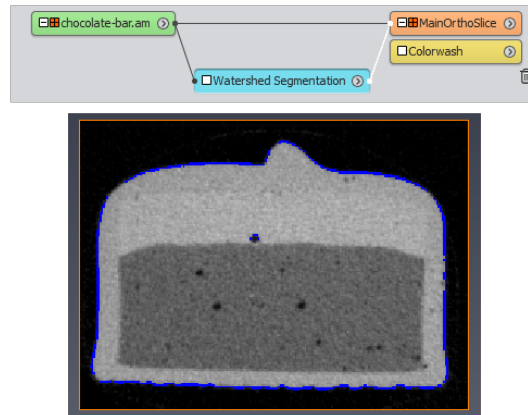 chocolate-bar.am
MainOrthoSlice
Colorwash
Watershed Segmentation